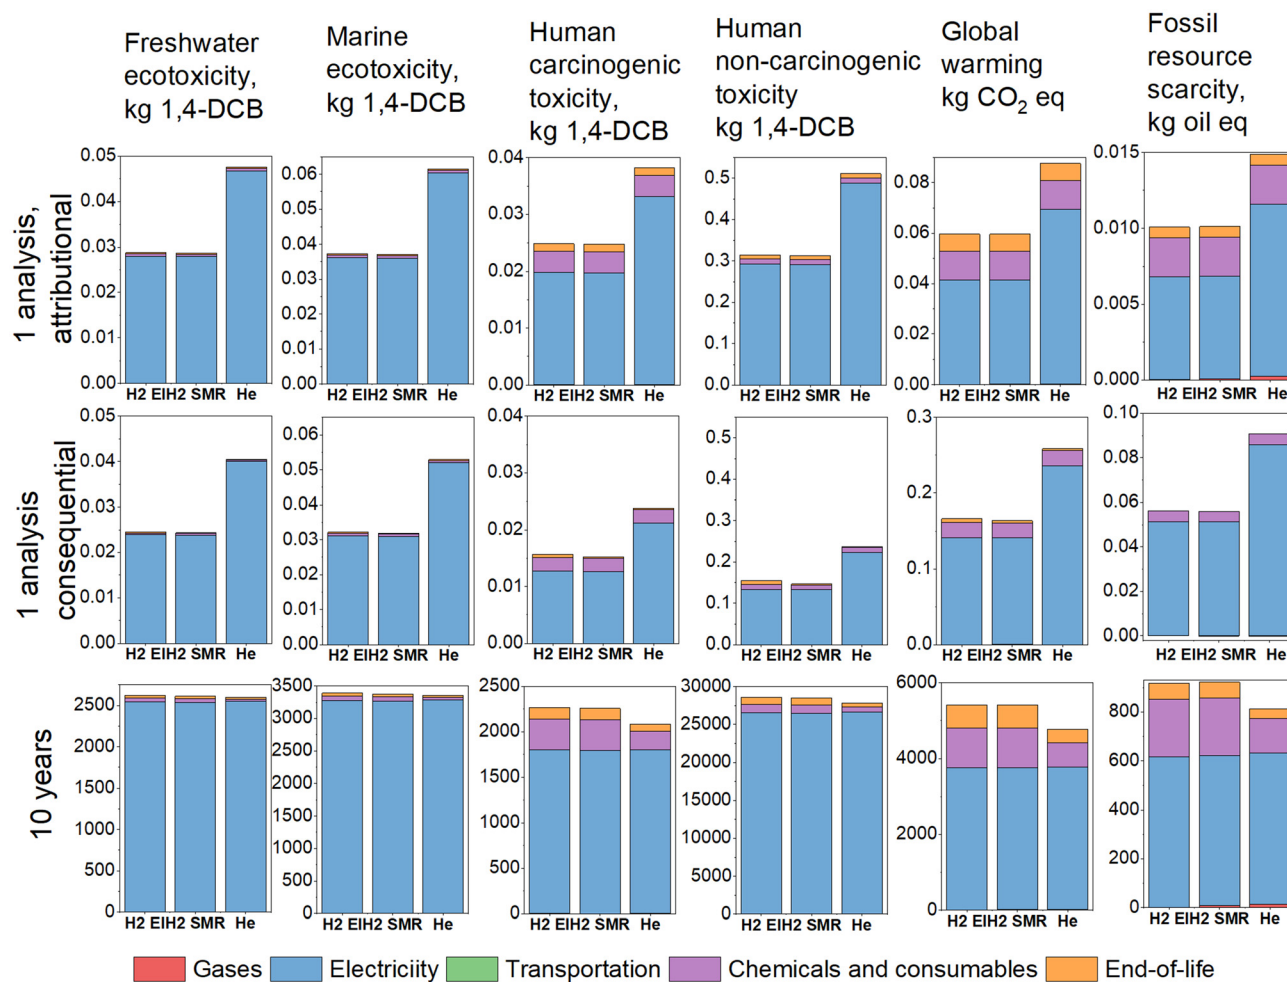 Freshwater
ecotoxicity,
kg 1,4-DCB
Marine
ecotoxicity,
kg 1,4-DCB
Human
carcinogenic
toxicity,
kg 1,4-DCB
Human
non-carcinogenic
toxicity
kg 1,4-DCB
Global
warming
kg CO₂ eq
Fossil
resource
scarcity,
kg oil eq
1 analysis,
attributional
0.05
0.04
0.03
0.02
0.01
0.00
H2 ElH2 SMR He
0.06
0.05
0.04
0.03
0.02
0.01
0.00
H2 ElH2 SMR He
0.04
0.03
0.02
0.01
0.00
H2 ElH2 SMR He
0.5
0.4
0.3
0.2
0.1
0.0
H2 ElH2 SMR He
0.08
0.06
0.04
0.02
0.00
H2 ElH2 SMR He
0.015
0.010
0.005
0.000
H2 ElH2 SMR He
1 analysis
consequential
0.05
0.04
0.03
0.02
0.01
0.00
H2 ElH2 SMR He
0.06
0.05
0.04
0.03
0.02
0.01
0.00
H2 ElH2 SMR He
0.04
0.03
0.02
0.01
0.00
H2 ElH2 SMR He
0.5
0.4
0.3
0.2
0.1
0.0
H2 ElH2 SMR He
0.3
0.2
0.1
0.0
H2 ElH2 SMR He
0.10
0.08
0.06
0.04
0.02
0.00
H2 ElH2 SMR He
10 years
2500
2000
1500
1000
500
0
H2 ElH2 SMR He
3500
3000
2500
2000
1500
1000
500
0
H2 ElH2 SMR He
2500
2000
1500
1000
500
0
H2 ElH2 SMR He
30000
25000
20000
15000
10000
5000
0
H2 ElH2 SMR He
6000
4000
2000
0
H2 ElH2 SMR He
800
600
400
200
0
H2 ElH2 SMR He
Gases Electriciity Transportation Chemicals and consumables End-of-life